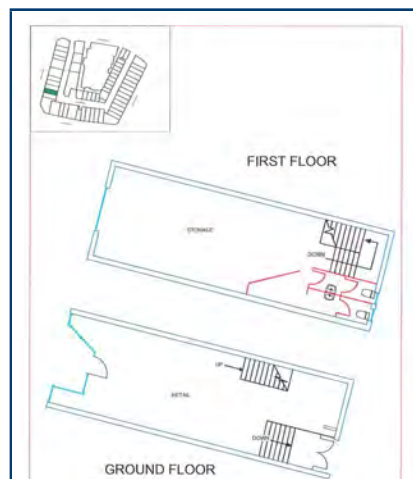 FIRST FLOOR
STORAGE
DOWN
UP
RETAIL
DOWN
GROUND FLOOR